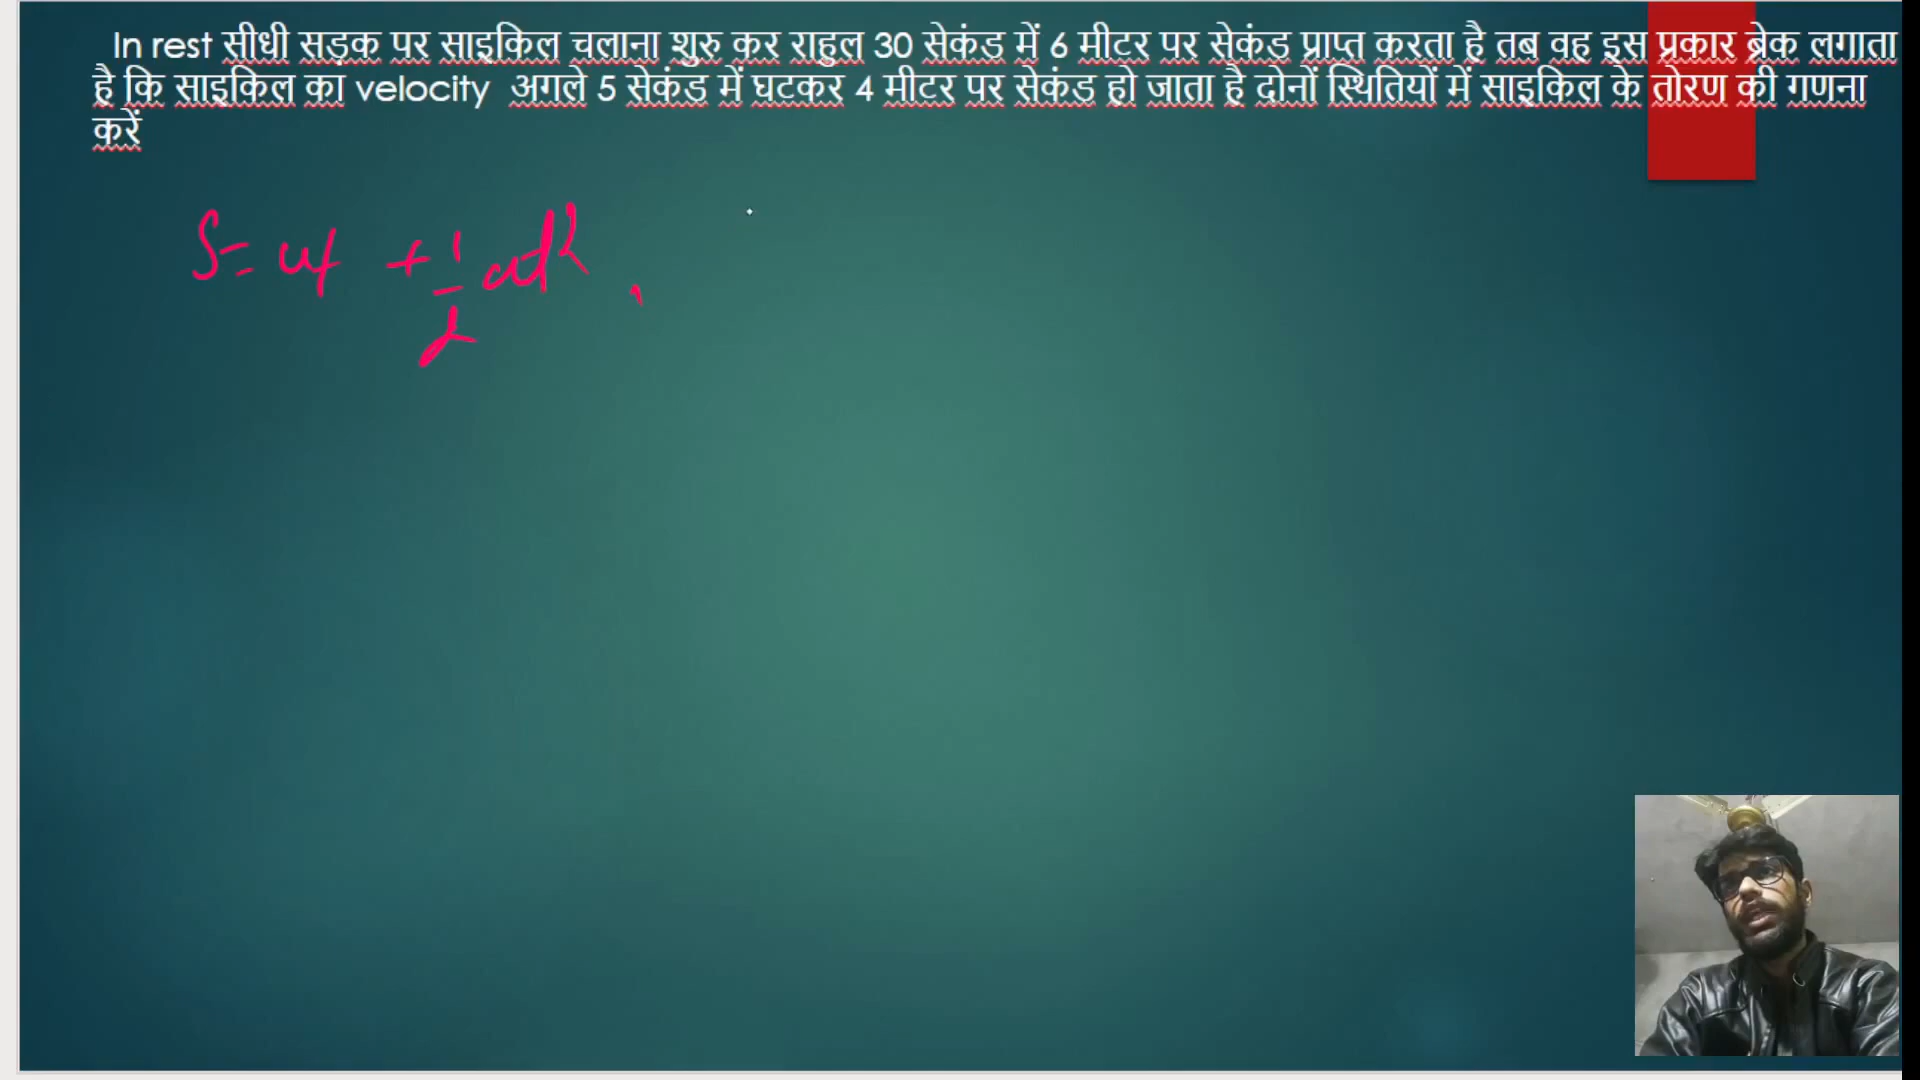 In rest सीधी सड़क पर साइकिल चलाना शुरु कर राहुल 30 सेकंड में 6 मीटर पर सेकंड प्राप्त करता है तब वह इस प्रकार ब्रेक लगाता
है कि साइकिल का velocity अगले 5 सेकंड में घटकर 4 मीटर पर सेकंड हो जाता है दोनों स्थितियों में साइकिल के तोरण की गणना
करें
S = ut + 1/2 at²,